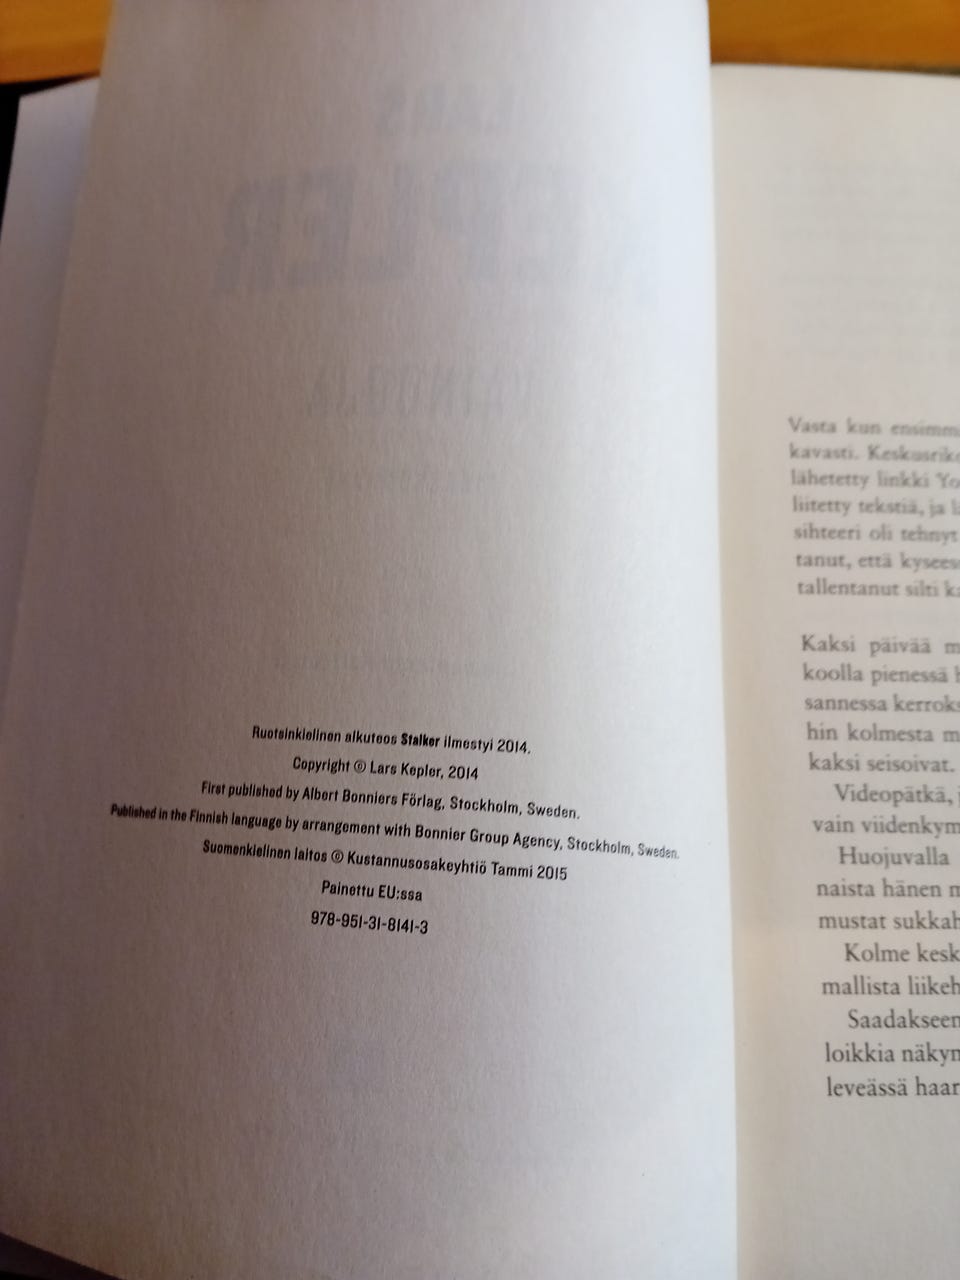 Ruotsinkielinen alkuteos Stalker ilmestyi 2014.
Copyright © Lars Kepler, 2014
First published by Albert Bonniers Förlag, Stockholm, Sweden.
Published in the Finnish language by arrangement with Bonnier Group Agency, Stockholm, Sweden.
Suomenkielinen laitos © Kustannusosakeyhtiö Tammi 2015
Painettu EU:ssa
978-951-31-8141-3
Vasta kun ensimm
kavasti. Keskusrik
lähetetty linkki Yo
liitetty tekstiä, ja l
sihteeri oli tehnyt
tanut, että kysees
tallentanut silti k
Kaksi päivää m
koolla pienessä h
sannessa kerroks
hin kolmesta m
kaksi seisoivat.
Videopätkä, j
vain viidenkym
Huojuvalla
naista hänen m
mustat sukkah
Kolme kesk
mallista liikeh
Saadakseen
loikkia näkym
leveässä haar